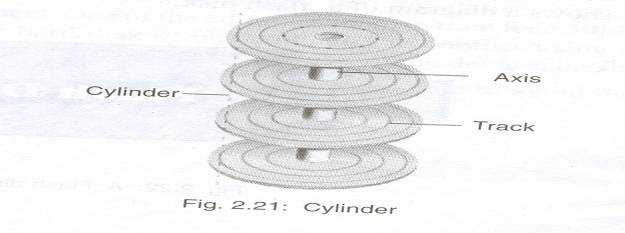 Axis
Cylinder
Track
Fig. 2.21: Cylinder